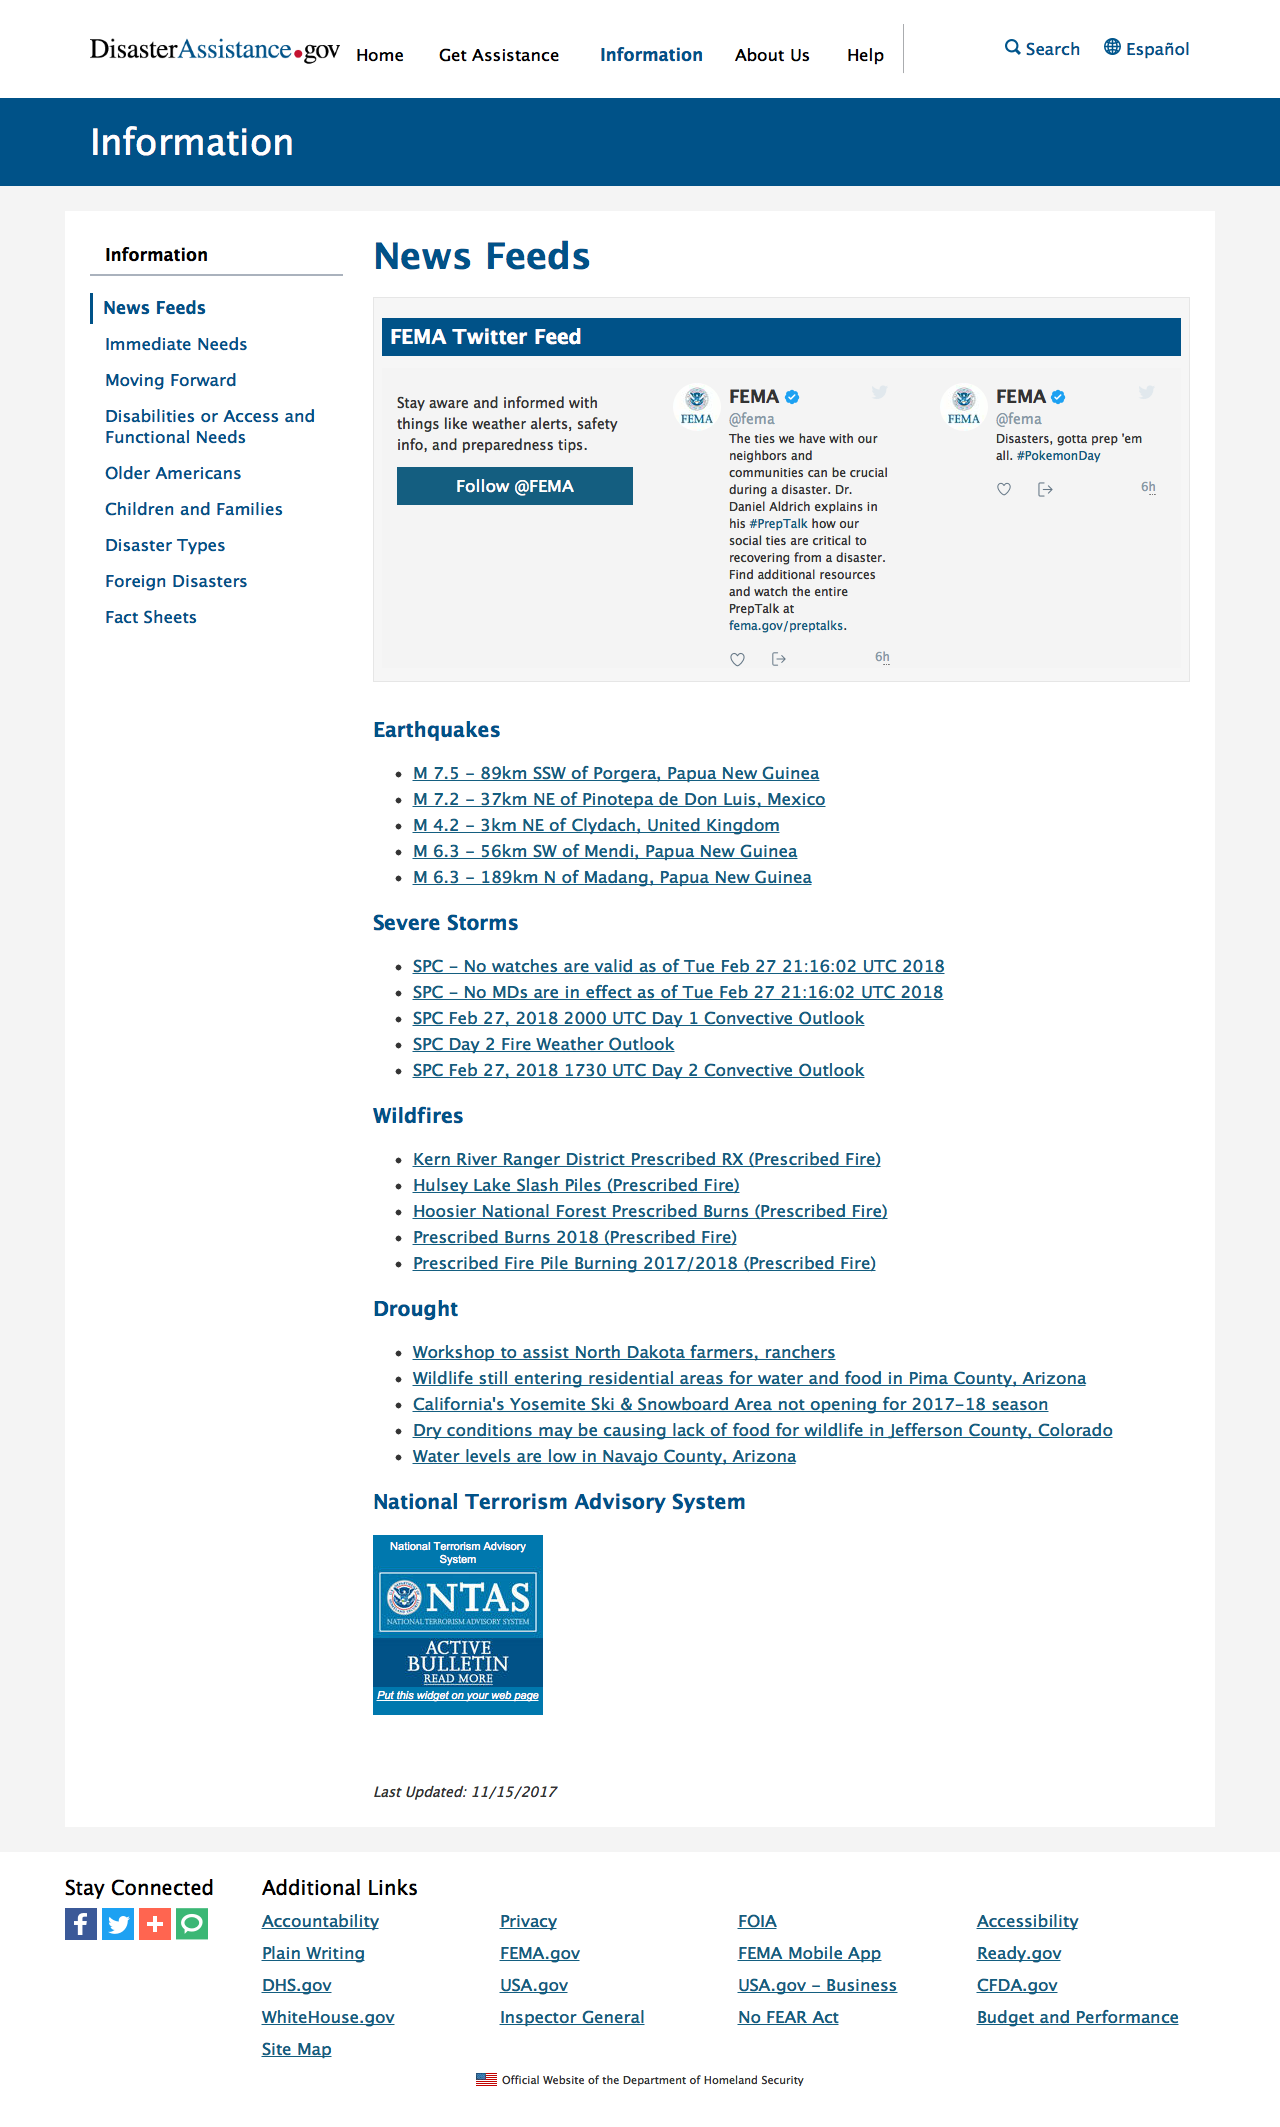 DisasterAssistance.gov
Home Get Assistance Information About Us Help
Search Español
Information
Information
News Feeds
Immediate Needs
Moving Forward
Disabilities or Access and
Functional Needs
Older Americans
Children and Families
Disaster Types
Foreign Disasters
Fact Sheets
News Feeds
FEMA Twitter Feed
Stay aware and informed with
things like weather alerts, safety
info, and preparedness tips.
Follow @FEMA
FEMA
FEMA
@fema
The ties we have with our
neighbors and
communities can be crucial
during a disaster. Dr.
Daniel Aldrich explains in
his #PrepTalk how our
social ties are critical to
recovering from a disaster.
Find additional resources
and watch the entire
PrepTalk at
fema.gov/preptalks.
6h
FEMA
FEMA
@fema
Disasters, gotta prep 'em
all. #PokemonDay
6h
Earthquakes
M 7.5 - 89km SSW of Porgera, Papua New Guinea
M 7.2 - 37km NE of Pinotepa de Don Luis, Mexico
M 4.2 - 3km NE of Clydach, United Kingdom
M 6.3 - 56km SW of Mendi, Papua New Guinea
M 6.3 - 189km N of Madang, Papua New Guinea
Severe Storms
SPC - No watches are valid as of Tue Feb 27 21:16:02 UTC 2018
SPC - No MDs are in effect as of Tue Feb 27 21:16:02 UTC 2018
SPC Feb 27, 2018 2000 UTC Day 1 Convective Outlook
SPC Day 2 Fire Weather Outlook
SPC Feb 27, 2018 1730 UTC Day 2 Convective Outlook
Wildfires
Kern River Ranger District Prescribed RX (Prescribed Fire)
Hulsey Lake Slash Piles (Prescribed Fire)
Hoosier National Forest Prescribed Burns (Prescribed Fire)
Prescribed Burns 2018 (Prescribed Fire)
Prescribed Fire Pile Burning 2017/2018 (Prescribed Fire)
Drought
Workshop to assist North Dakota farmers, ranchers
Wildlife still entering residential areas for water and food in Pima County, Arizona
California's Yosemite Ski & Snowboard Area not opening for 2017-18 season
Dry conditions may be causing lack of food for wildlife in Jefferson County, Colorado
Water levels are low in Navajo County, Arizona
National Terrorism Advisory System
National Terrorism Advisory
System
NTAS
NATIONAL TERRORISM ADVISORY SYSTEM
ACTIVE
BULLETIN
READ MORE
Put this widget on your web page
Last Updated: 11/15/2017
Stay Connected
Additional Links
Accountability Privacy FOIA Accessibility
Plain Writing FEMA.gov FEMA Mobile App Ready.gov
DHS.gov USA.gov USA.gov - Business CFDA.gov
WhiteHouse.gov Inspector General No FEAR Act Budget and Performance
Site Map
Official Website of the Department of Homeland Security